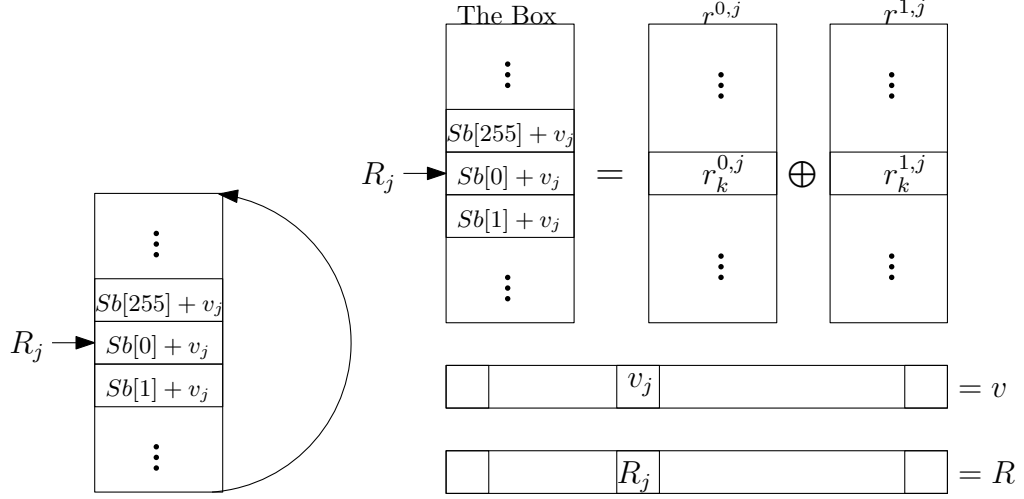 The Box $r^{0,j}$ $r^{1,j}$
⋮ ⋮ ⋮
$Sb[255] + v_j$
$R_j$ → $Sb[0] + v_j$ = $r_k^{0,j}$ ⊕ $r_k^{1,j}$
$Sb[1] + v_j$
⋮ ⋮ ⋮
⋮
$Sb[255] + v_j$
$R_j$ → $Sb[0] + v_j$
$Sb[1] + v_j$
⋮
$v_j$ = $v$
$R_j$ = $R$